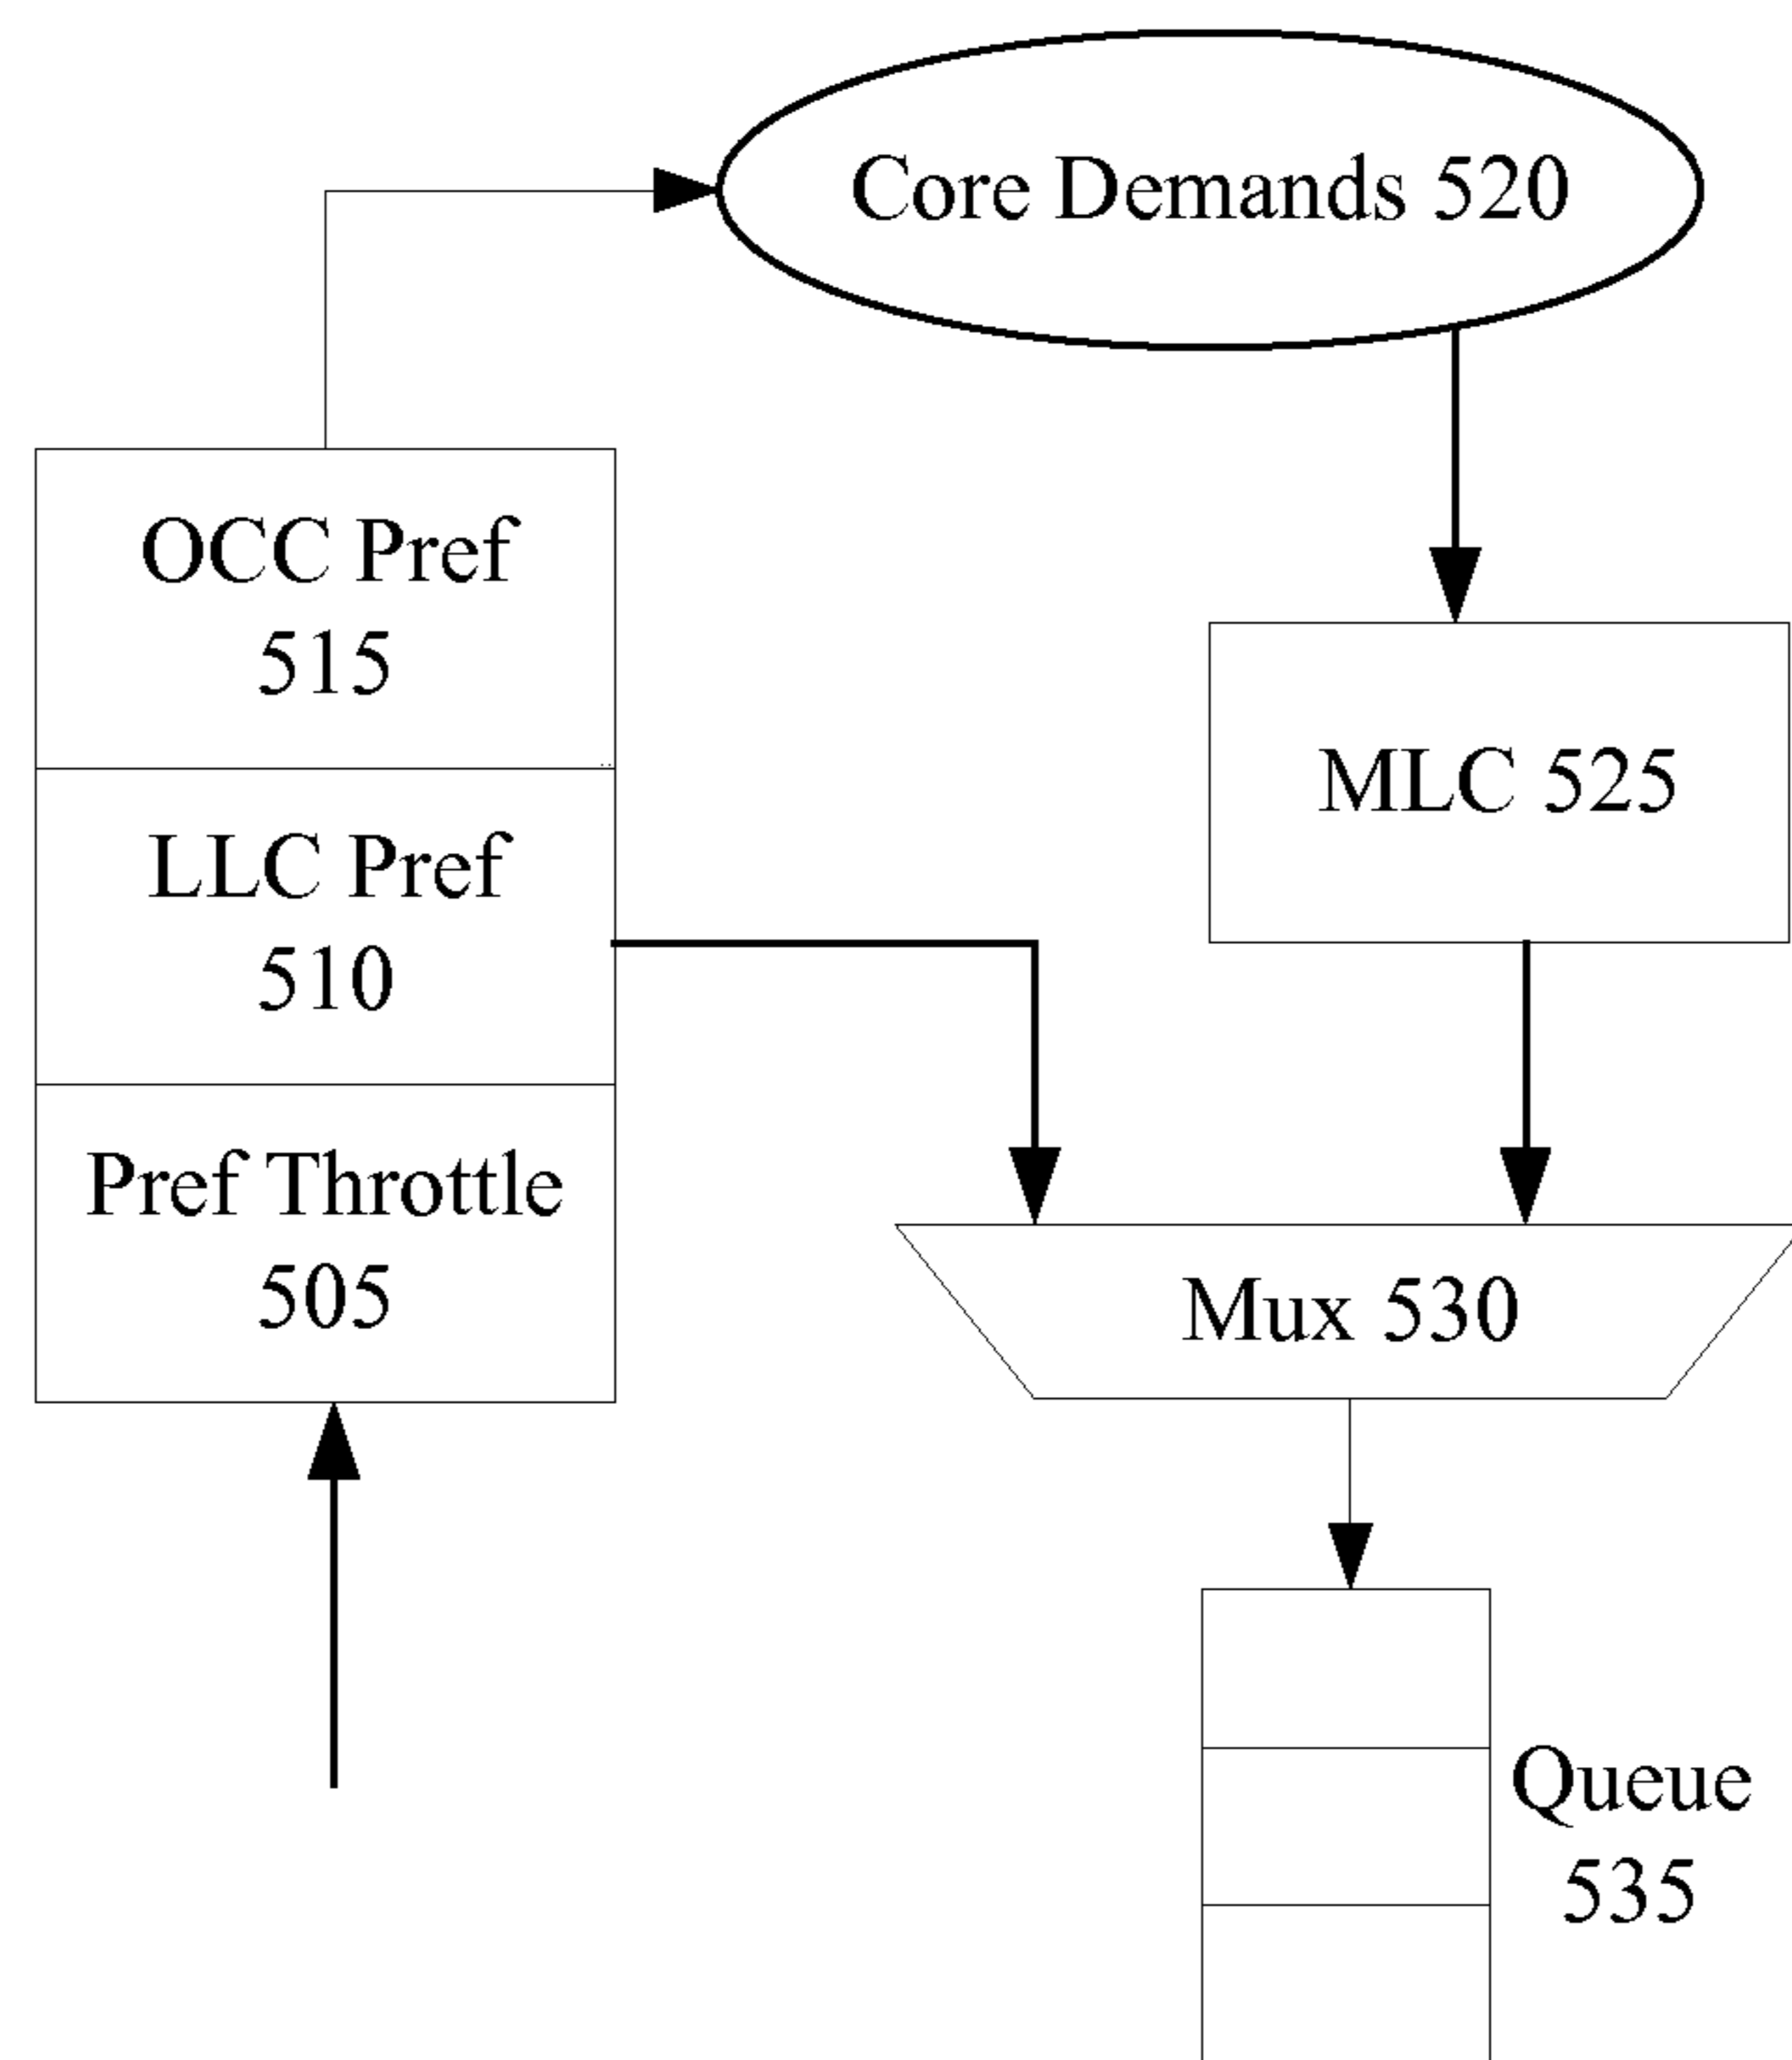 Core Demands 520
OCC Pref
515
MLC 525
LLC Pref
510
Pref Throttle
505
Mux 530
Queue
535